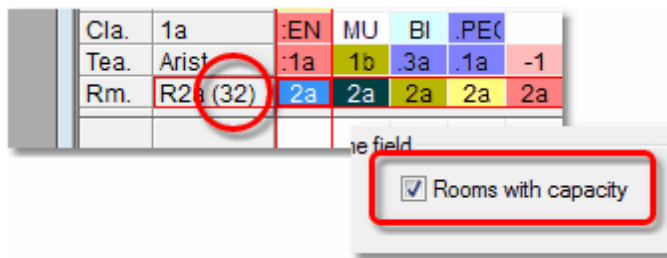 Cla. 1a :EN MU BI .PE(
Tea. Arist :1a 1b .3a .1a -1
Rm. R2a (32) 2a 2a 2a 2a 2a
ne field
Rooms with capacity